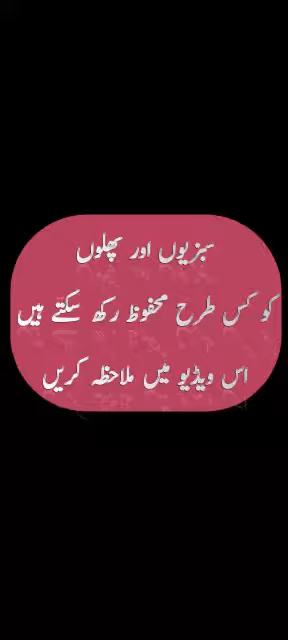 سبزیوں اور پھلوں
کو کس طرح محفوظ رکھ سکتے ہیں
اس ویڈیو میں ملاحظہ کریں